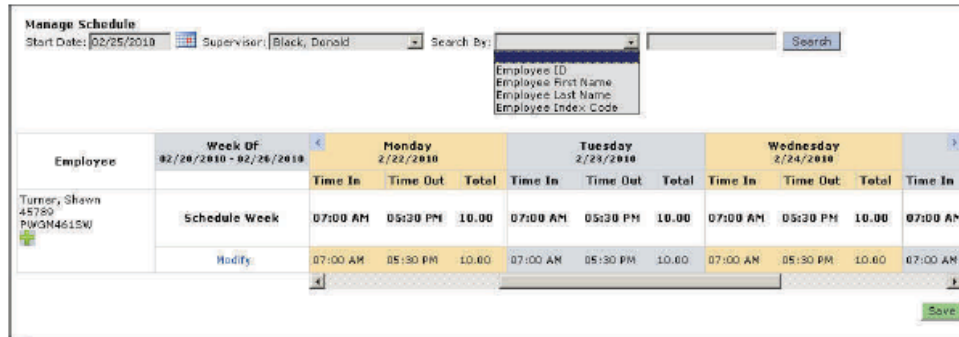 Manage Schedule
Start Date: 02/25/2010 Supervisor: Black, Donald Search By: Search
Employee ID
Employee First Name
Employee Last Name
Employee Index Code
Employee Week Of Monday Tuesday Wednesday
02/20/2010 - 02/26/2010 2/22/2010 2/23/2010 2/24/2010
Time In Time Out Total Time In Time Out Total Time In Time Out Total Time In
Turner, Shawn
45789
PWGM461SW
Schedule Week 07:00 AM 05:30 PM 10.00 07:00 AM 05:30 PM 10.00 07:00 AM 05:30 PM 10.00 07:00 AM
Modify 07:00 AM 05:30 PM 10.00 07:00 AM 05:30 PM 10.00 07:00 AM 05:30 PM 10.00 07:00 AM
Save